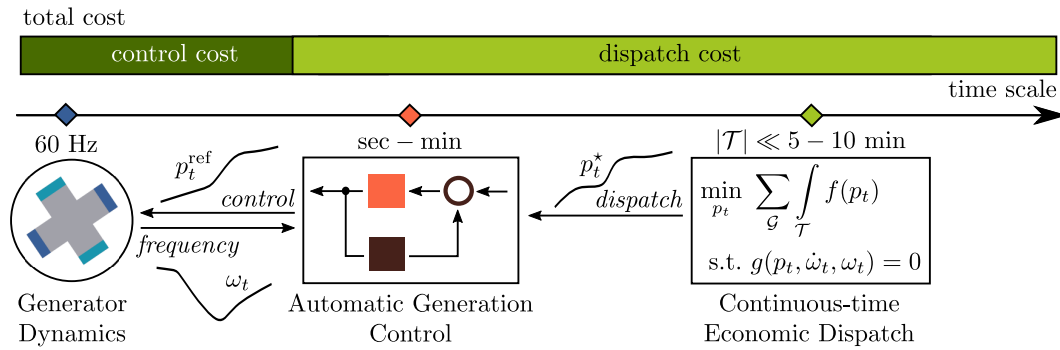 total cost
control cost
dispatch cost
time scale
60 Hz
sec − min
|𝒯| ≪ 5 − 10 min
p_t^ref
control
frequency
ω_t
p_t^⋆
dispatch
min_{p_t} ∑_𝒢 ∫_𝒯 f(p_t)
s.t. g(p_t, ω̇_t, ω_t) = 0
Generator
Dynamics
Automatic Generation
Control
Continuous-time
Economic Dispatch